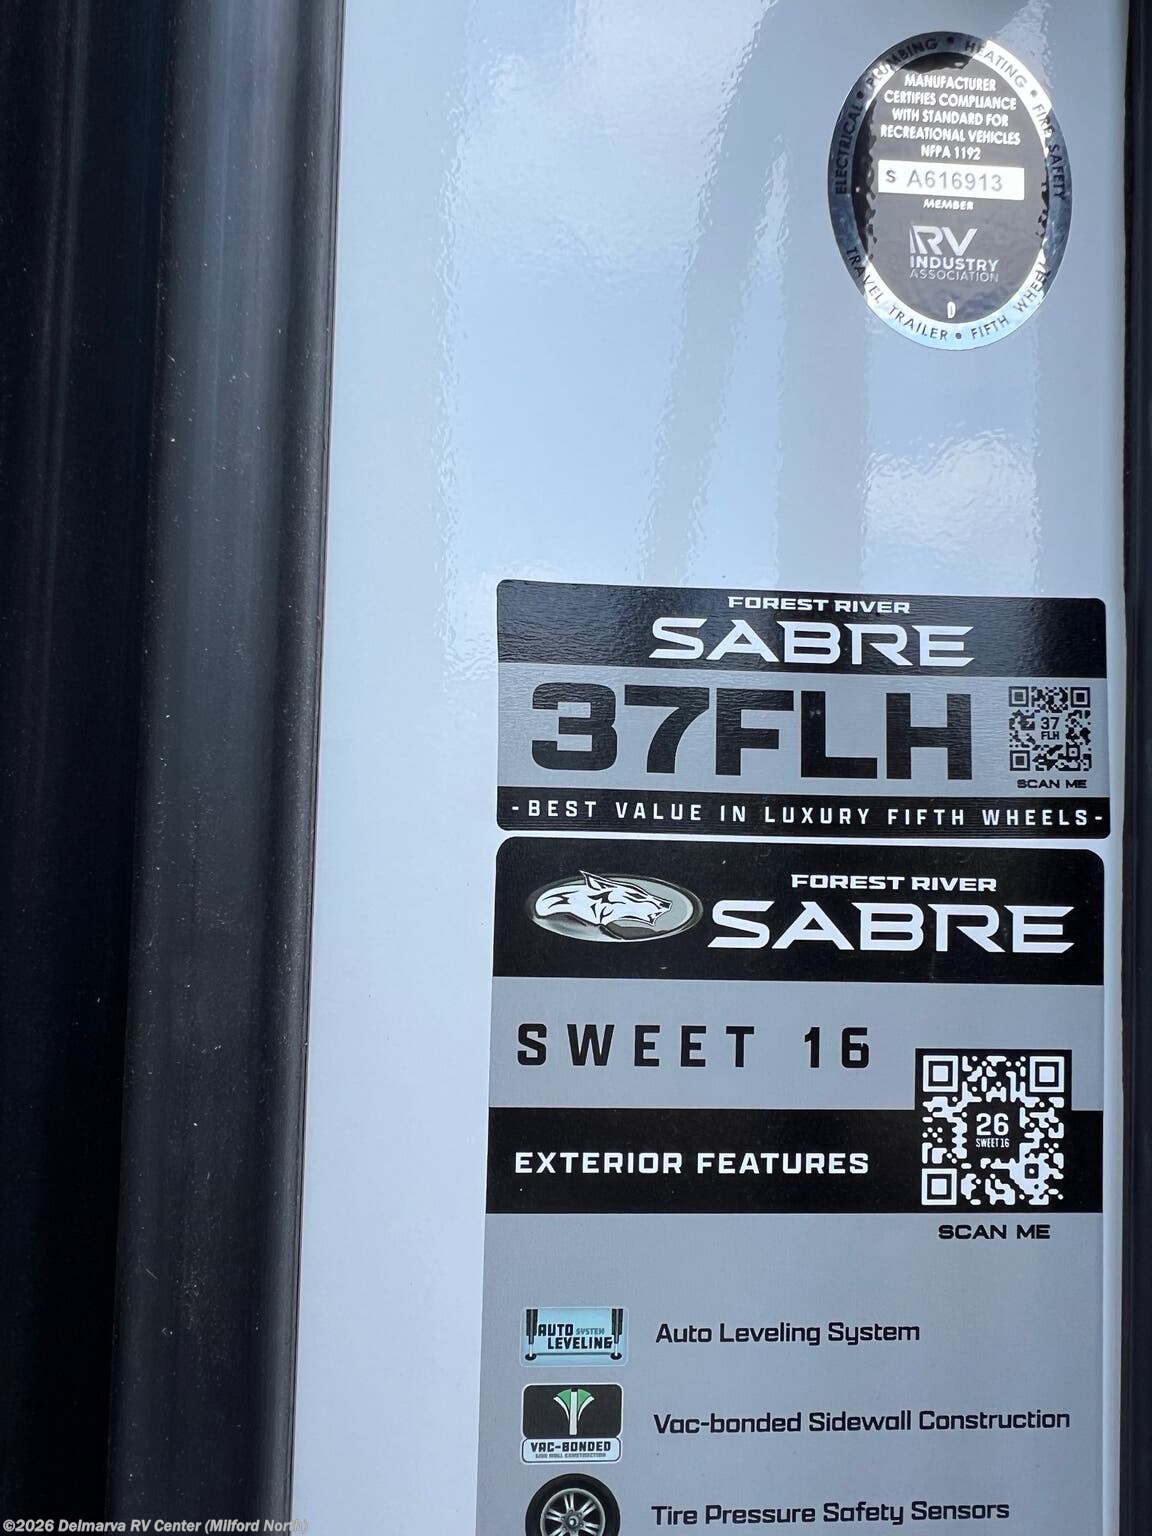 ELECTRICAL • PLUMBING • HEATING • FIRE SAFETY
MANUFACTURER
CERTIFIES COMPLIANCE
WITH STANDARD FOR
RECREATIONAL VEHICLES
NFPA 1192
S A616913
MEMBER
RV
INDUSTRY
ASSOCIATION
D
TRAVEL TRAILER • FIFTH WHEEL
FOREST RIVER
SABRE
37FLH
37
FLH
SCAN ME
-BEST VALUE IN LUXURY FIFTH WHEELS-
FOREST RIVER
SABRE
SWEET 16
26
SWEET 16
EXTERIOR FEATURES
SCAN ME
AUTO SYSTEM
LEVELING
Auto Leveling System
VAC-BONDED
SIDE WALL CONSTRUCTION
Vac-bonded Sidewall Construction
Tire Pressure Safety Sensors
©2026 Delmarva RV Center (Milford North)